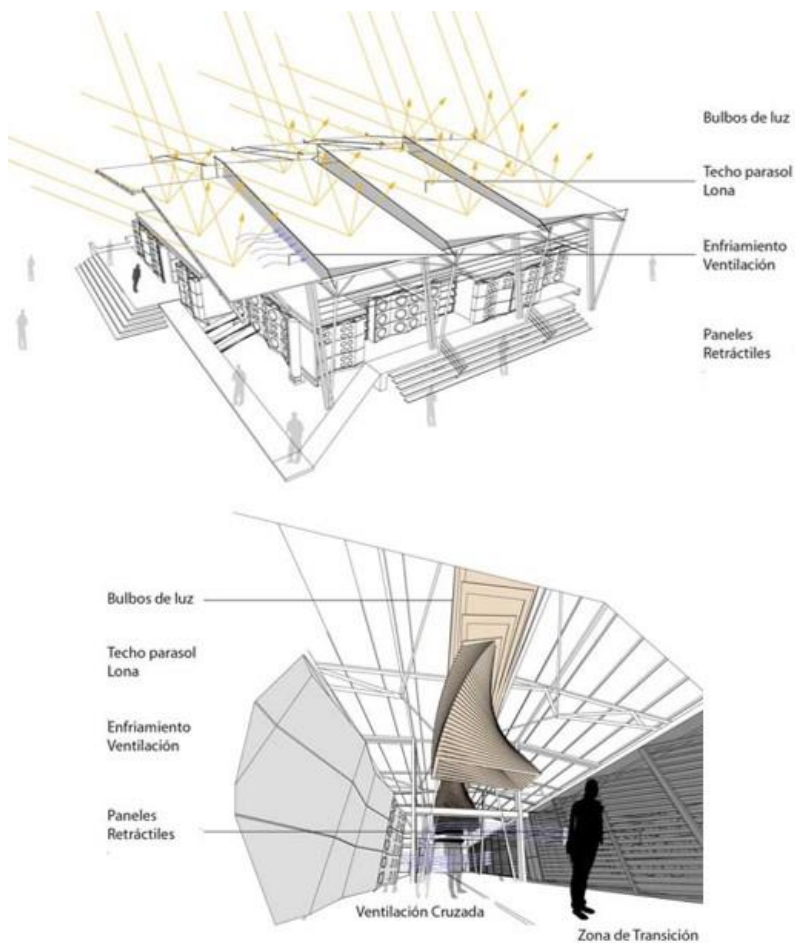 Bulbos de luz
Techo parasol
Lona
Enfriamiento
Ventilación
Paneles
Retráctiles
Bulbos de luz
Techo parasol
Lona
Enfriamiento
Ventilación
Paneles
Retráctiles
Ventilación Cruzada
Zona de Transición